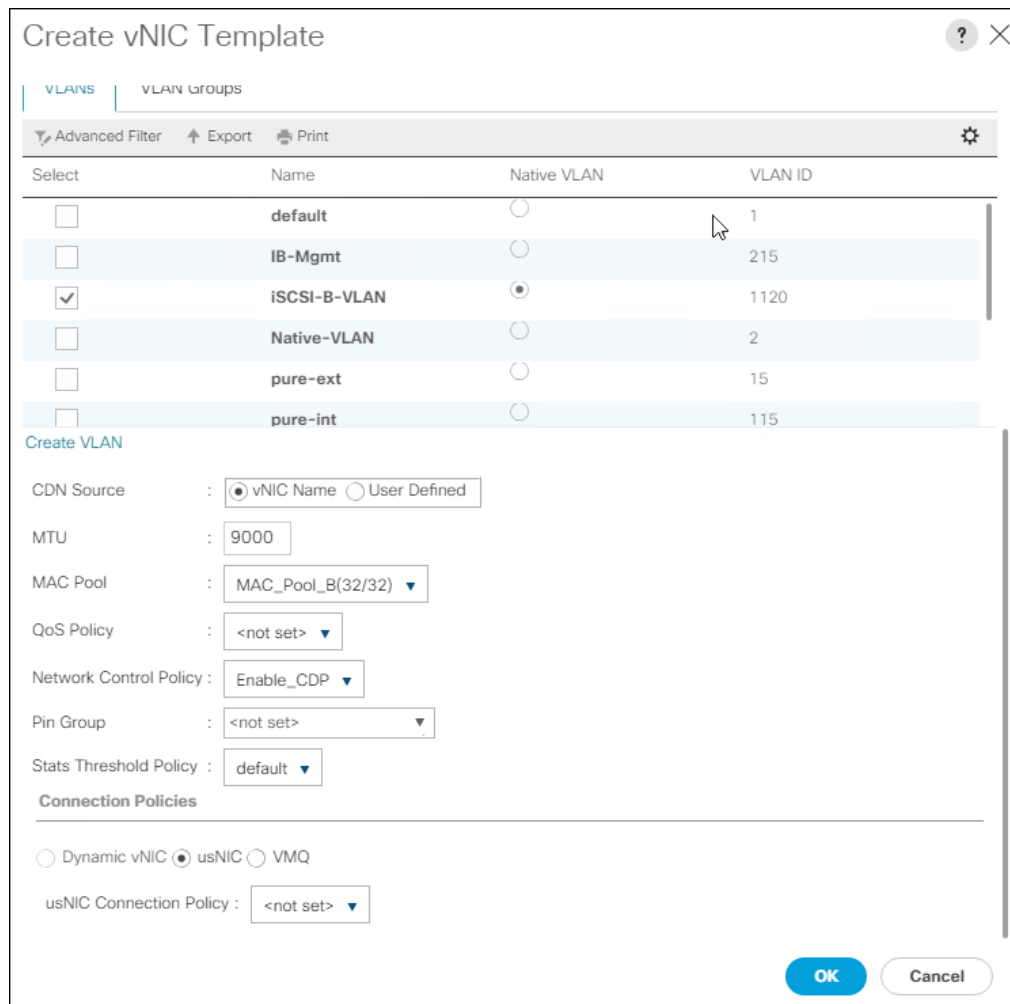 Create vNIC Template
?
VLANs VLAN Groups
Advanced Filter Export Print
Select Name Native VLAN VLAN ID
default 1
IB-Mgmt 215
iSCSI-B-VLAN 1120
Native-VLAN 2
pure-ext 15
pure-int 115
Create VLAN
CDN Source : vNIC Name User Defined
MTU : 9000
MAC Pool : MAC_Pool_B(32/32)
QoS Policy : <not set>
Network Control Policy : Enable_CDP
Pin Group : <not set>
Stats Threshold Policy : default
Connection Policies
Dynamic vNIC usNIC VMQ
usNIC Connection Policy : <not set>
OK Cancel